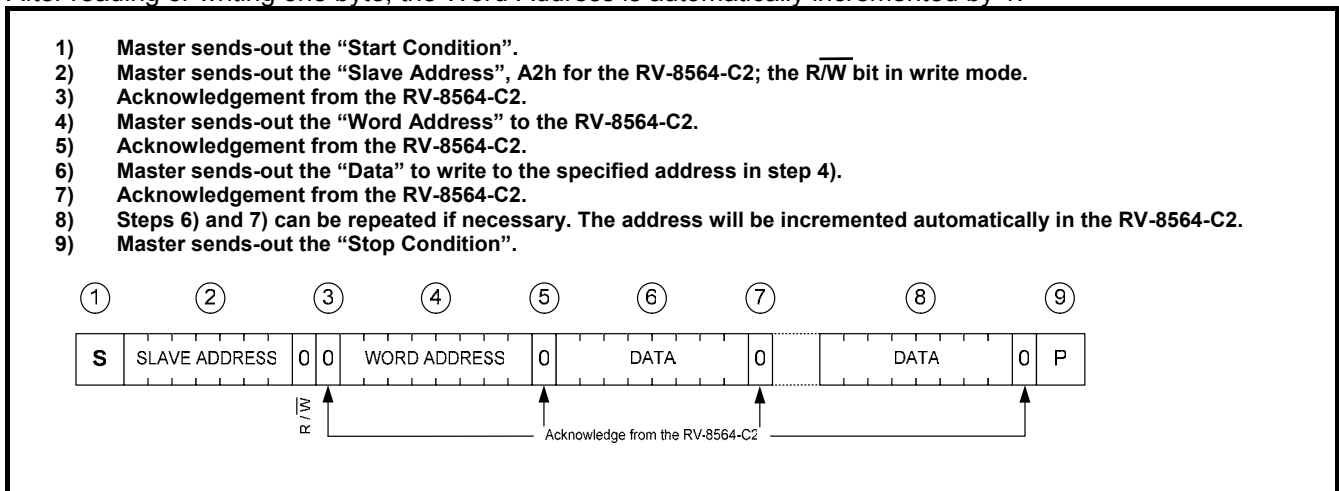 After reading or writing one byte, the Word Address is automatically incremented by 1.
1) Master sends-out the “Start Condition”.
2) Master sends-out the “Slave Address”, A2h for the RV-8564-C2; the R/W̅ bit in write mode.
3) Acknowledgement from the RV-8564-C2.
4) Master sends-out the “Word Address” to the RV-8564-C2.
5) Acknowledgement from the RV-8564-C2.
6) Master sends-out the “Data” to write to the specified address in step 4).
7) Acknowledgement from the RV-8564-C2.
8) Steps 6) and 7) can be repeated if necessary. The address will be incremented automatically in the RV-8564-C2.
9) Master sends-out the “Stop Condition”.
1 2 3 4 5 6 7 8 9
S SLAVE ADDRESS 0 0 WORD ADDRESS 0 DATA 0 DATA 0 P
R / W̅
Acknowledge from the RV-8564-C2